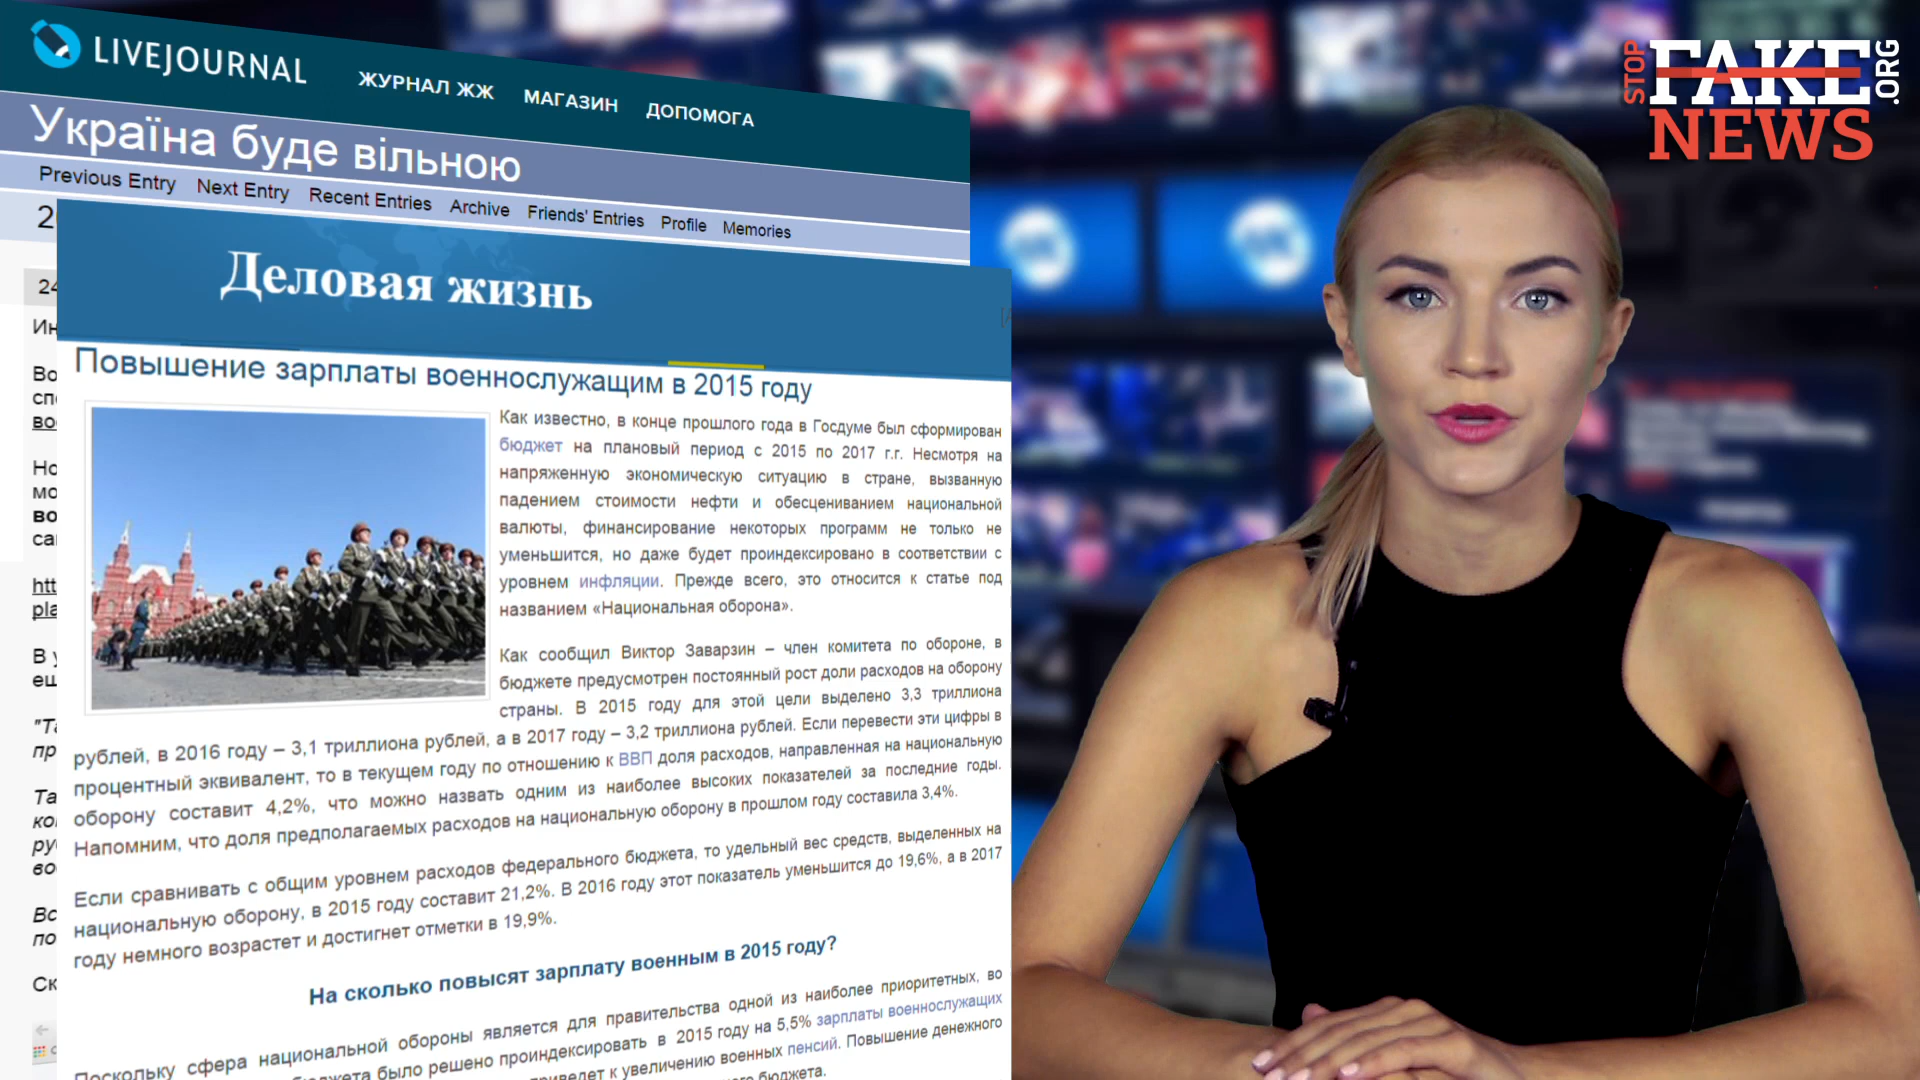 LIVEJOURNAL
ЖУРНАЛ ЖЖ МАГАЗИН ДОПОМОГА
Україна буде вільною
Previous Entry Next Entry Recent Entries Archive Friends' Entries Profile Memories
STOP FAKE NEWS .ORG
Деловая жизнь
Повышение зарплаты военнослужащим в 2015 году
Как известно, в конце прошлого года в Госдуме был сформирован
бюджет на плановый период с 2015 по 2017 г.г. Несмотря на
напряженную экономическую ситуацию в стране, вызванную
падением стоимости нефти и обесцениванием национальной
валюты, финансирование некоторых программ не только не
уменьшится, но даже будет проиндексировано в соответствии с
уровнем инфляции. Прежде всего, это относится к статье под
названием «Национальная оборона».
Как сообщил Виктор Заварзин – член комитета по обороне, в
бюджете предусмотрен постоянный рост доли расходов на оборону
страны. В 2015 году для этой цели выделено 3,3 триллиона
рублей, в 2016 году – 3,1 триллиона рублей, а в 2017 году – 3,2 триллиона рублей. Если перевести эти цифры в
процентный эквивалент, то в текущем году по отношению к ВВП доля расходов, направленная на национальную
оборону составит 4,2%, что можно назвать одним из наиболее высоких показателей за последние годы.
Напомним, что доля предполагаемых расходов на национальную оборону в прошлом году составила 3,4%.
Если сравнивать с общим уровнем расходов федерального бюджета, то удельный вес средств, выделенных на
национальную оборону, в 2015 году составит 21,2%. В 2016 году этот показатель уменьшится до 19,6%, а в 2017
году немного возрастет и достигнет отметки в 19,9%.
На сколько повысят зарплату военным в 2015 году?
Поскольку сфера национальной обороны является для правительства одной из наиболее приоритетных, во
бюджета было решено проиндексировать в 2015 году на 5,5% зарплаты военнослужащих
приведет к увеличению военных пенсий. Повышение денежного
бюджета.